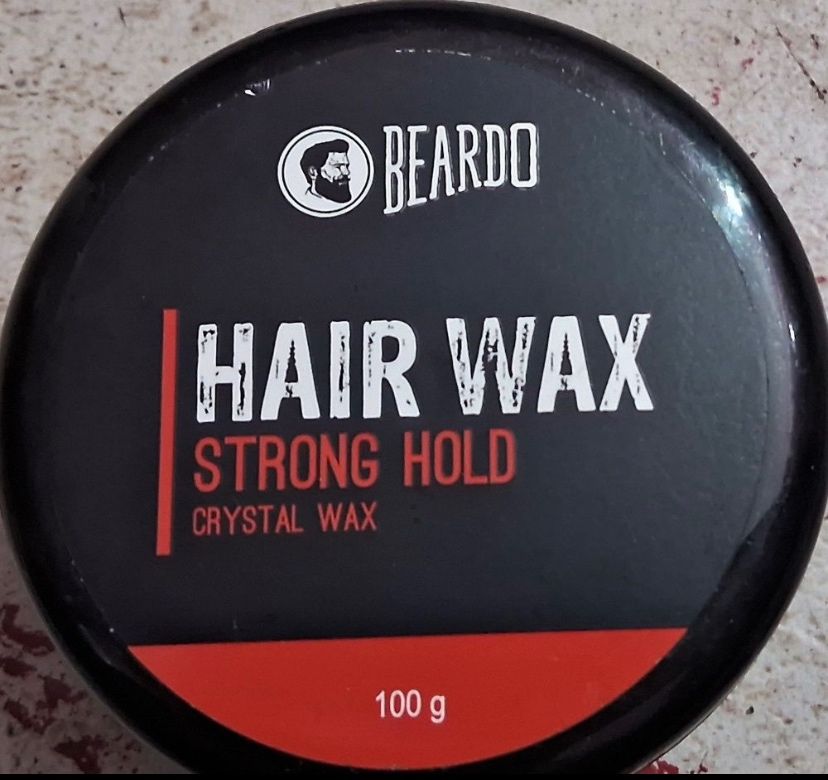 BEARDO
HAIR WAX
STRONG HOLD
CRYSTAL WAX
100 g